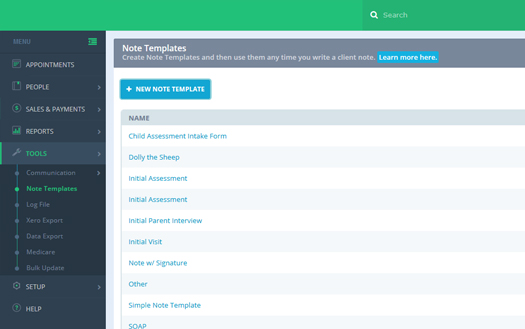 Search
MENU
APPOINTMENTS
PEOPLE
SALES & PAYMENTS
REPORTS
TOOLS
Communication
Note Templates
Log File
Xero Export
Data Export
Medicare
Bulk Update
SETUP
HELP
Note Templates
Create Note Templates and then use them any time you write a client note. Learn more here.
+ NEW NOTE TEMPLATE
NAME
Child Assessment Intake Form
Dolly the Sheep
Initial Assessment
Initial Assessment
Initial Parent Interview
Initial Visit
Note w/ Signature
Other
Simple Note Template
SOAP